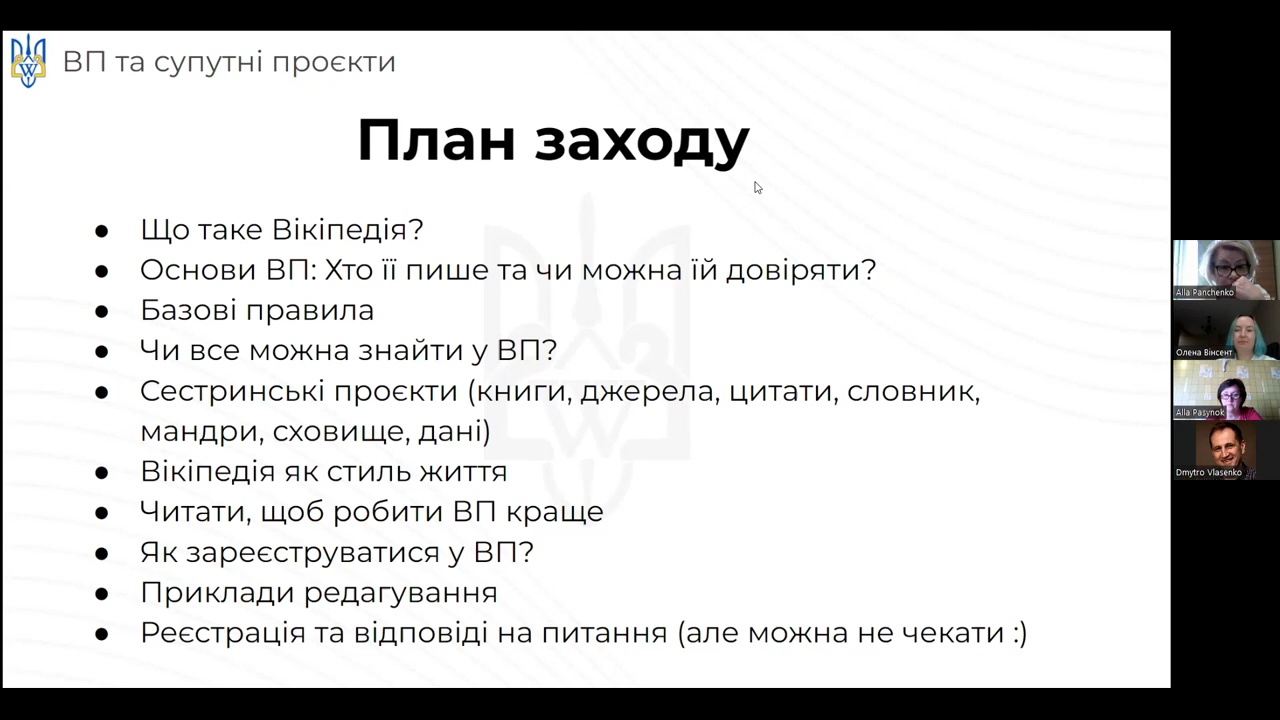 ВП та супутні проєкти
План заходу
● Що таке Вікіпедія?
● Основи ВП: Хто її пише та чи можна їй довіряти?
● Базові правила
● Чи все можна знайти у ВП?
● Сестринські проєкти (книги, джерела, цитати, словник,
мандри, сховище, дані)
● Вікіпедія як стиль життя
● Читати, щоб робити ВП краще
● Як зареєструватися у ВП?
● Приклади редагування
● Реєстрація та відповіді на питання (але можна не чекати :)
Alla Panchenko
Олена Вінсент
Alla Pasynok
Dmytro Vlasenko